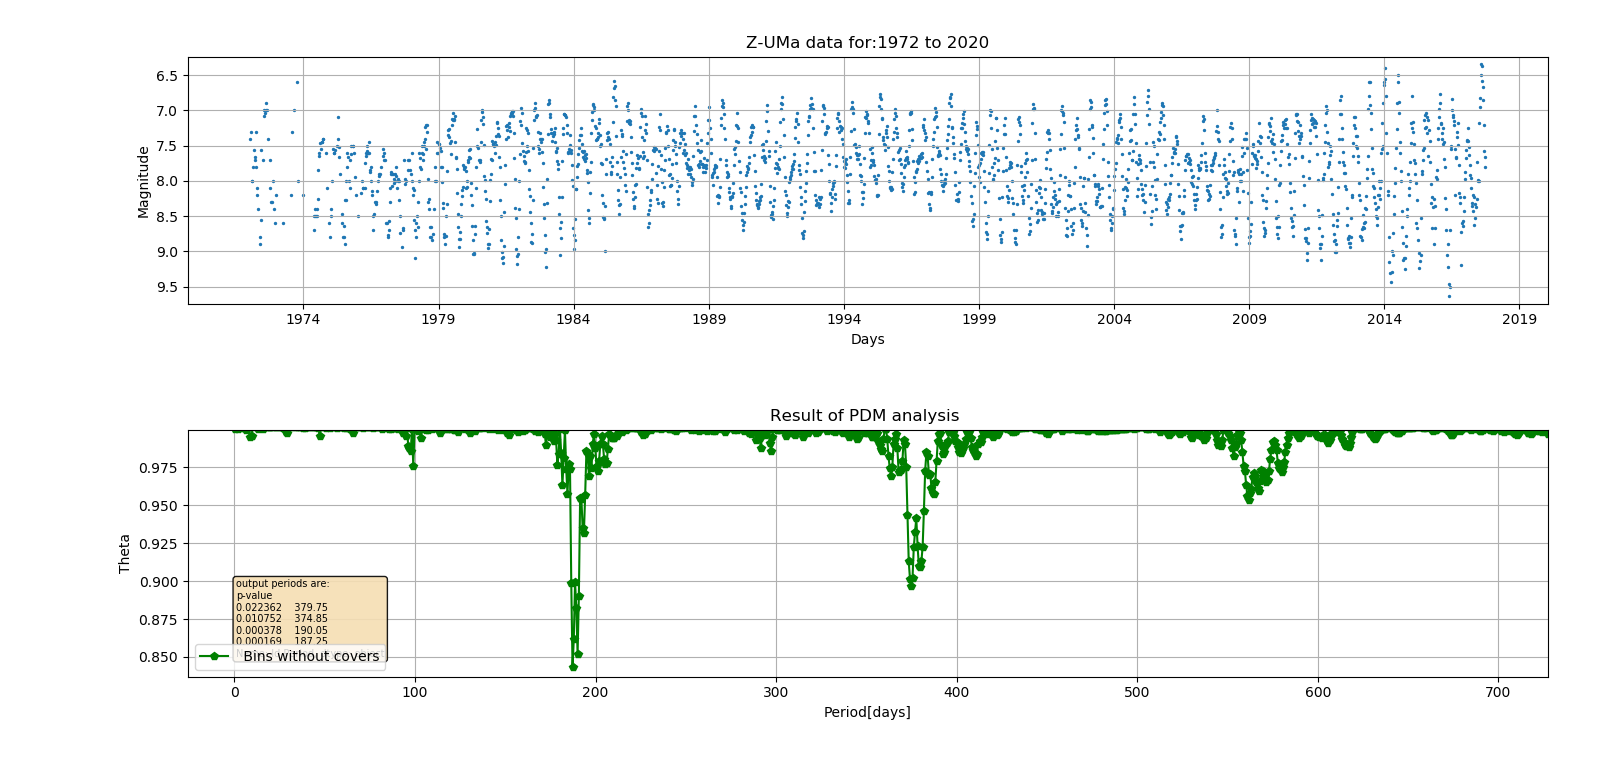 Z-UMa data for:1972 to 2020
6.5
7.0
7.5
8.0
8.5
9.0
9.5
Magnitude
1974 1979 1984 1989 1994 1999 2004 2009 2014 2019
Days
Result of PDM analysis
0.975
0.950
0.925
0.900
0.875
0.850
Theta
output periods are:
p-value
0.022362 379.75
0.010752 374.85
0.000378 190.05
0.000169 187.25
Bins without covers
0 100 200 300 400 500 600 700
Period[days]